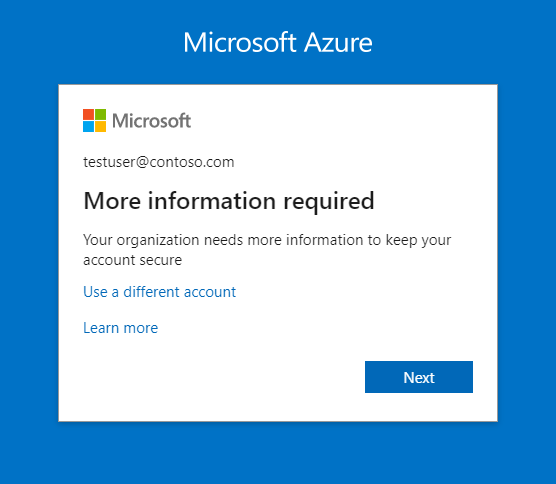 Microsoft Azure
Microsoft
testuser@contoso.com
More information required
Your organization needs more information to keep your
account secure
Use a different account
Learn more
Next